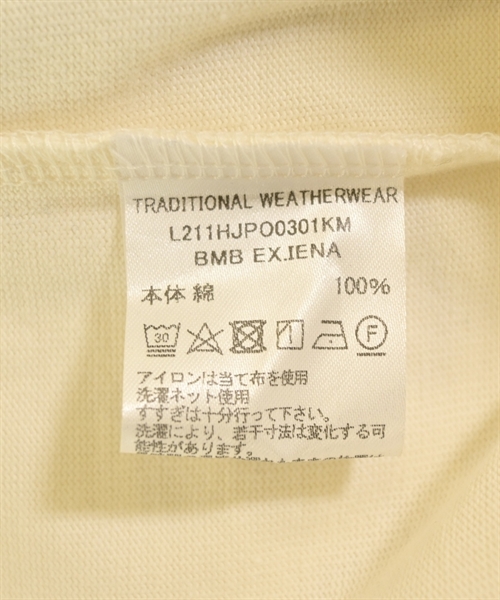 TRADITIONAL WEATHERWEAR
L211HJPO0301KM
BMB EX.IENA
本体 綿 100%
30 F
アイロンは当て布を使用
洗濯ネット使用
すすぎは十分行って下さい。
洗濯により、若干寸法は変化する可
能性があります。